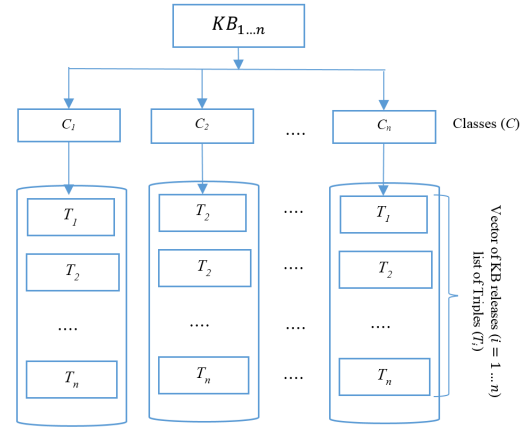 KB1...n
C1 C2 .... Cn Classes (C)
T1 T2 .... T1
T2 T2 .... T2
.... .... .... ....
Tn Tn .... Tn
Vector of KB releases (i = 1 ... n)
list of Triples (Ti)